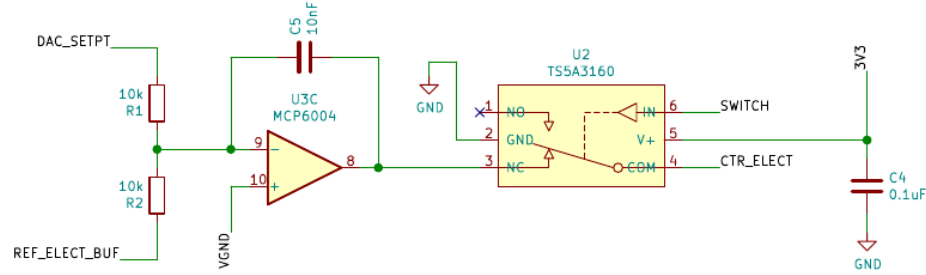 DAC_SETPT
10k
R1
10k
R2
REF_ELECT_BUF
C5
10nF
U3C
MCP6004
9
−
10
+
8
VGND
GND
U2
TS5A3160
1
NO
2
GND
3
NC
IN
6
SWITCH
V+
5
COM
4
CTR_ELECT
3V3
C4
0.1uF
GND